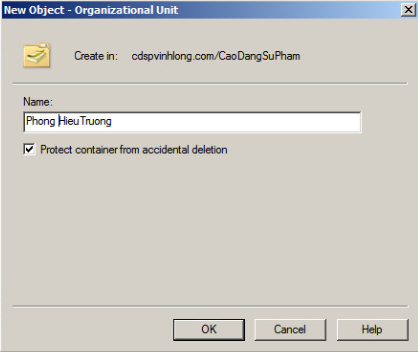 New Object - Organizational Unit
Create in: cdspvinhlong.com/CaoDangSuPham
Name:
Phong HieuTruong
Protect container from accidental deletion
OK Cancel Help